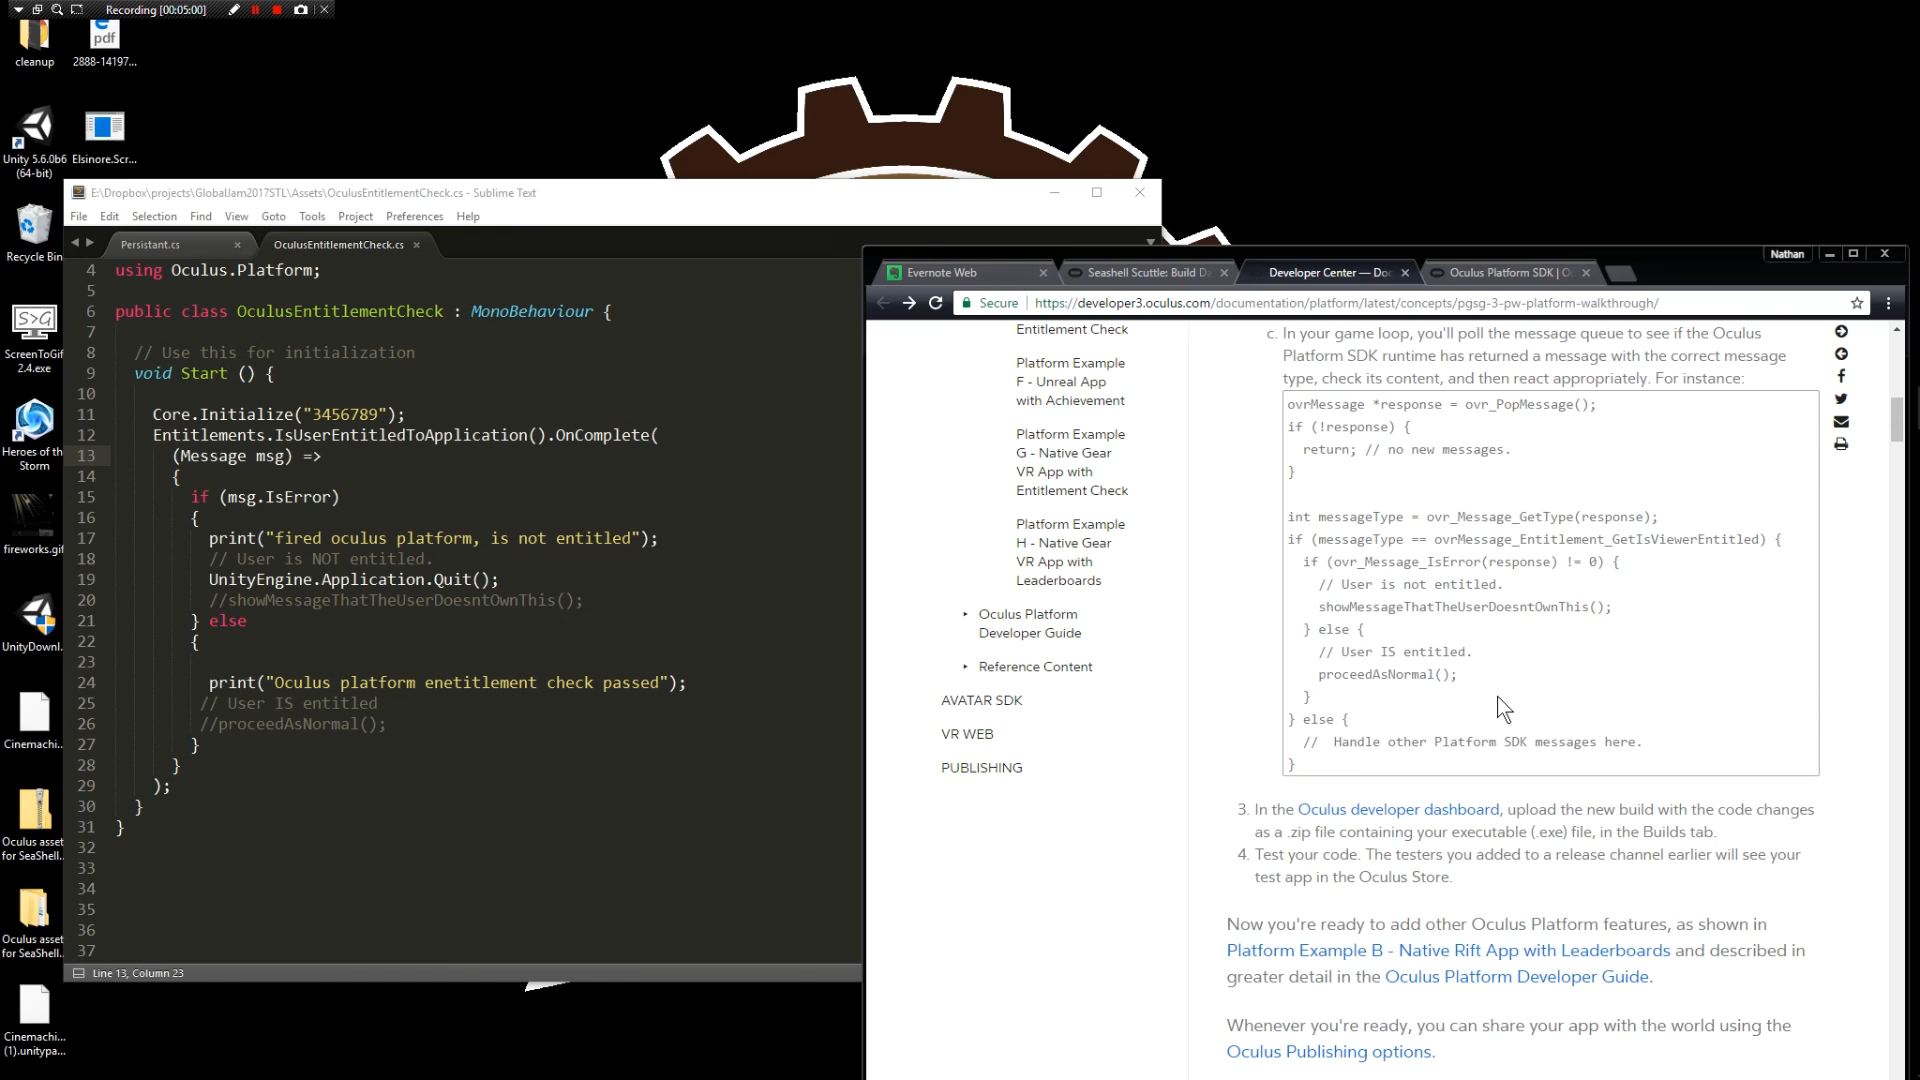 Recording [00:05:00]
cleanup
pdf
2888-14197...
Unity 5.6.0b6
(64-bit)
Elsinore.Scr...
Recycle Bin
S>G
ScreenToGif
2.4.exe
Heroes of the
Storm
fireworks.gif
UnityDownl.
Cinemachi..
Oculus asset
for SeaShell.
Oculus asset
for SeaShell.
Cinemachi...
(1).unitypa...
E:\Dropbox\projects\GlobalJam2017STL\Assets\OculusEntitlementCheck.cs - Sublime Text
File Edit Selection Find View Goto Tools Project Preferences Help
Persistant.cs
OculusEntitlementCheck.cs
4 using Oculus.Platform;
5
6 public class OculusEntitlementCheck : MonoBehaviour {
7
8 // Use this for initialization
9 void Start () {
10
11 Core.Initialize("3456789");
12 Entitlements.IsUserEntitledToApplication().OnComplete(
13 (Message msg) =>
14 {
15 if (msg.IsError)
16 {
17 print("fired oculus platform, is not entitled");
18 // User is NOT entitled.
19 UnityEngine.Application.Quit();
20 //showMessageThatTheUserDoesntOwnThis();
21 } else
22 {
23
24 print("Oculus platform enetitlement check passed");
25 // User IS entitled
26 //proceedAsNormal();
27 }
28 }
29 );
30 }
31 }
32
33
34
35
36
37
Line 13, Column 23
Nathan
Evernote Web
Seashell Scuttle: Build Da
Developer Center — Doc
Oculus Platform SDK | O
Secure | https://developer3.oculus.com/documentation/platform/latest/concepts/pgsg-3-pw-platform-walkthrough/
Entitlement Check
Platform Example
F - Unreal App
with Achievement
Platform Example
G - Native Gear
VR App with
Entitlement Check
Platform Example
H - Native Gear
VR App with
Leaderboards
Oculus Platform
Developer Guide
Reference Content
AVATAR SDK
VR WEB
PUBLISHING
c. In your game loop, you'll poll the message queue to see if the Oculus
Platform SDK runtime has returned a message with the correct message
type, check its content, and then react appropriately. For instance:
ovrMessage *response = ovr_PopMessage();
if (!response) {
return; // no new messages.
}
int messageType = ovr_Message_GetType(response);
if (messageType == ovrMessage_Entitlement_GetIsViewerEntitled) {
if (ovr_Message_IsError(response) != 0) {
// User is not entitled.
showMessageThatTheUserDoesntOwnThis();
} else {
// User IS entitled.
proceedAsNormal();
}
} else {
// Handle other Platform SDK messages here.
}
3. In the Oculus developer dashboard, upload the new build with the code changes
as a .zip file containing your executable (.exe) file, in the Builds tab.
4. Test your code. The testers you added to a release channel earlier will see your
test app in the Oculus Store.
Now you're ready to add other Oculus Platform features, as shown in
Platform Example B - Native Rift App with Leaderboards and described in
greater detail in the Oculus Platform Developer Guide.
Whenever you're ready, you can share your app with the world using the
Oculus Publishing options.